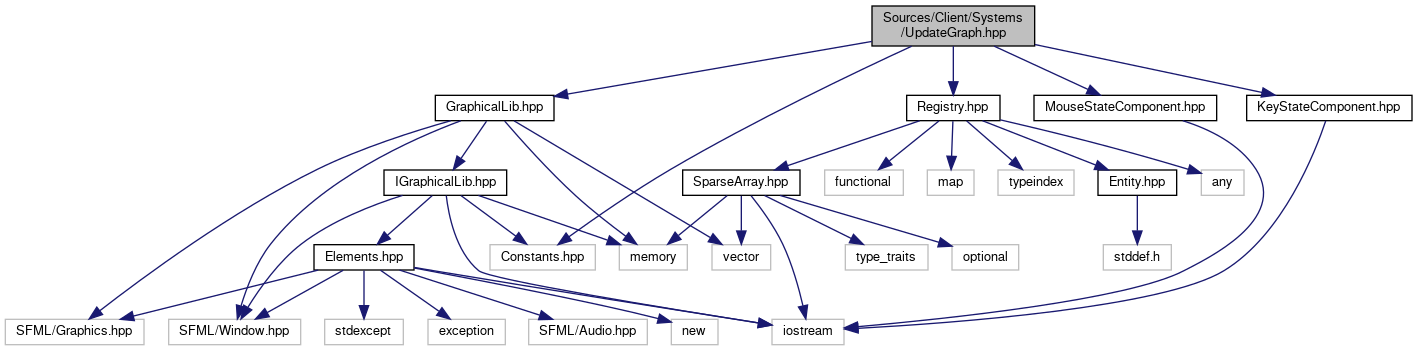 Sources/Client/Systems
/UpdateGraph.hpp
GraphicalLib.hpp
Registry.hpp
MouseStateComponent.hpp
KeyStateComponent.hpp
IGraphicalLib.hpp
SparseArray.hpp
functional
map
typeindex
Entity.hpp
any
Elements.hpp
Constants.hpp
memory
vector
type_traits
optional
stddef.h
SFML/Graphics.hpp
SFML/Window.hpp
stdexcept
exception
SFML/Audio.hpp
new
iostream